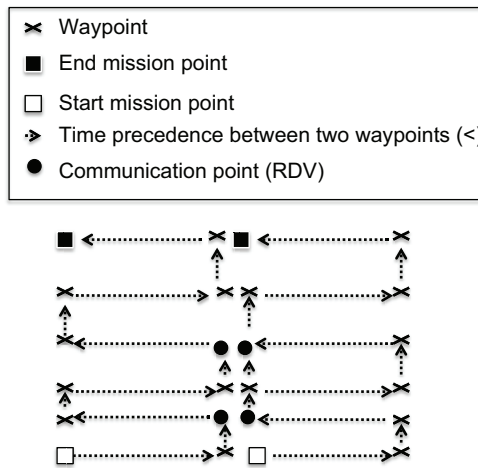 Waypoint
End mission point
Start mission point
Time precedence between two waypoints (<)
Communication point (RDV)